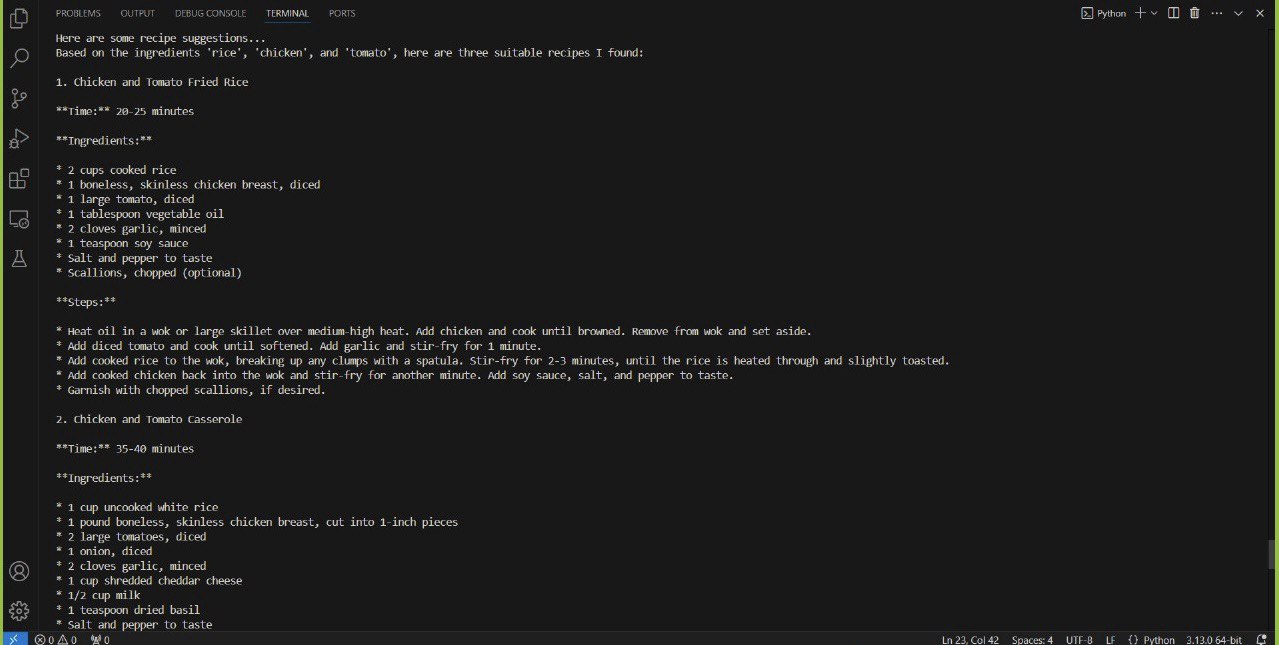 PROBLEMS OUTPUT DEBUG CONSOLE TERMINAL PORTS Python
Here are some recipe suggestions...
Based on the ingredients 'rice', 'chicken', and 'tomato', here are three suitable recipes I found:
1. Chicken and Tomato Fried Rice
**Time:** 20-25 minutes
**Ingredients:**
* 2 cups cooked rice
* 1 boneless, skinless chicken breast, diced
* 1 large tomato, diced
* 1 tablespoon vegetable oil
* 2 cloves garlic, minced
* 1 teaspoon soy sauce
* Salt and pepper to taste
* Scallions, chopped (optional)
**Steps:**
* Heat oil in a wok or large skillet over medium-high heat. Add chicken and cook until browned. Remove from wok and set aside.
* Add diced tomato and cook until softened. Add garlic and stir-fry for 1 minute.
* Add cooked rice to the wok, breaking up any clumps with a spatula. Stir-fry for 2-3 minutes, until the rice is heated through and slightly toasted.
* Add cooked chicken back into the wok and stir-fry for another minute. Add soy sauce, salt, and pepper to taste.
* Garnish with chopped scallions, if desired.
2. Chicken and Tomato Casserole
**Time:** 35-40 minutes
**Ingredients:**
* 1 cup uncooked white rice
* 1 pound boneless, skinless chicken breast, cut into 1-inch pieces
* 2 large tomatoes, diced
* 1 onion, diced
* 2 cloves garlic, minced
* 1 cup shredded cheddar cheese
* 1/2 cup milk
* 1 teaspoon dried basil
* Salt and pepper to taste
0 0 0 Ln 23, Col 42 Spaces: 4 UTF-8 LF {} Python 3.13.0 64-bit